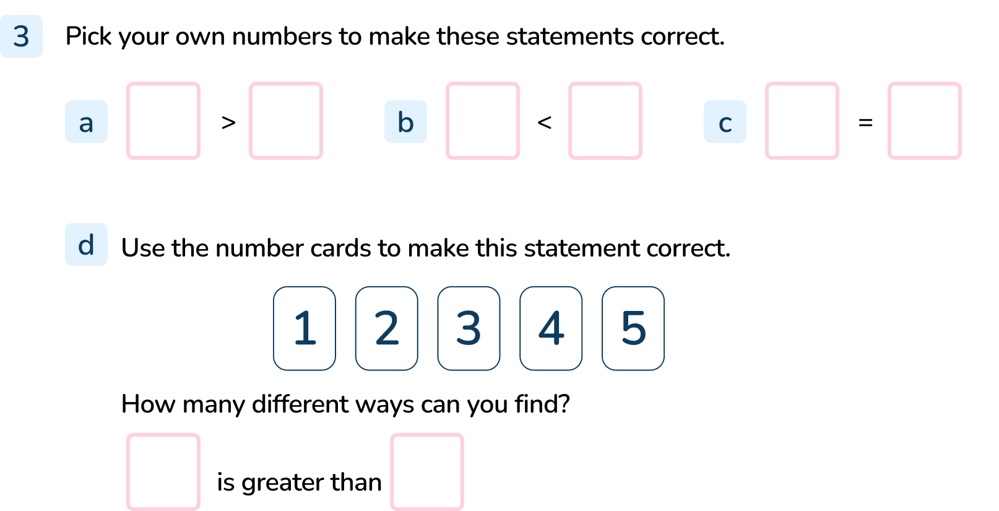 3 Pick your own numbers to make these statements correct.
a > b < c =
d Use the number cards to make this statement correct.
1 2 3 4 5
How many different ways can you find?
is greater than